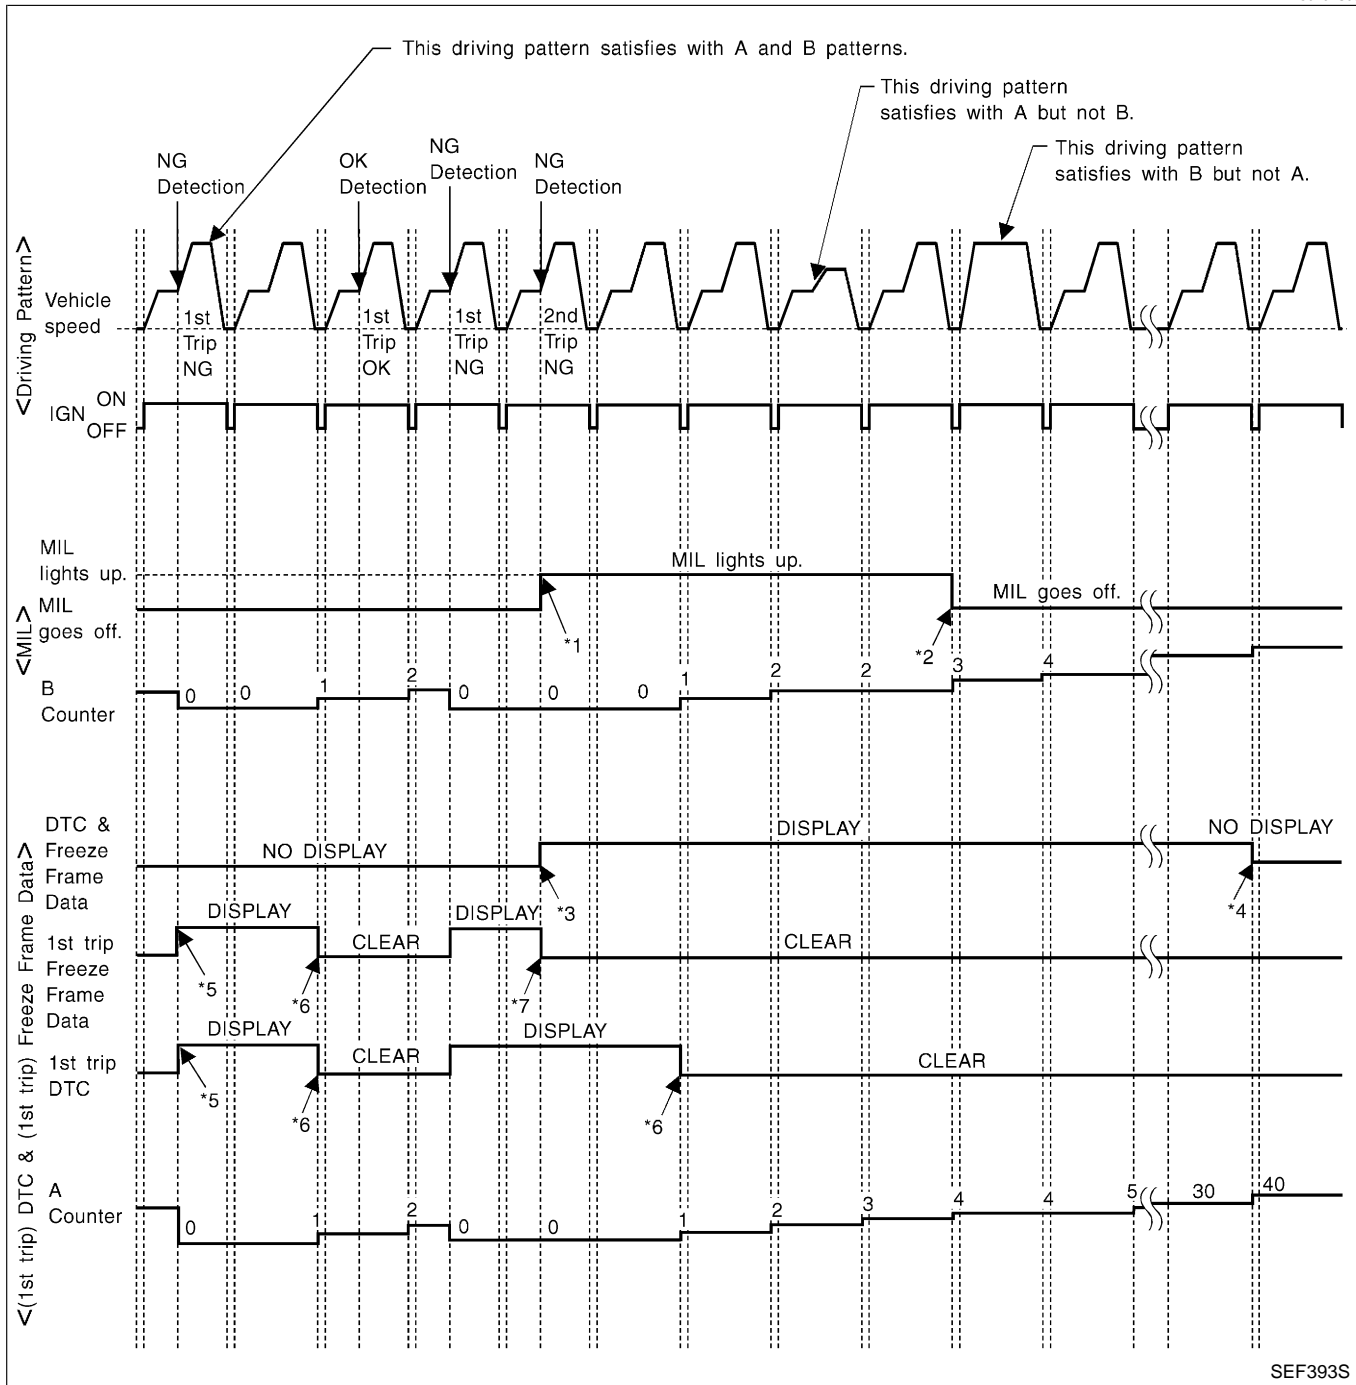 This driving pattern satisfies with A and B patterns.
This driving pattern
satisfies with A but not B.
This driving pattern
satisfies with B but not A.
NG
Detection
OK
Detection
NG
Detection
NG
Detection
<Driving Pattern>
Vehicle
speed
1st
Trip
NG
1st
Trip
OK
1st
Trip
NG
2nd
Trip
NG
IGN
ON
OFF
<MIL>
MIL
lights up.
MIL
goes off.
MIL lights up.
MIL goes off.
*1
*2
B
Counter
0 0 1 2 0 0 0 1 2 2 3 4
<(1st trip) DTC & (1st trip) Freeze Frame Data>
DTC &
Freeze
Frame
Data
NO DISPLAY
DISPLAY
NO DISPLAY
*3
*4
1st trip
Freeze
Frame
Data
DISPLAY
CLEAR
DISPLAY
CLEAR
*5
*6
*7
1st trip
DTC
DISPLAY
CLEAR
DISPLAY
CLEAR
*5
*6
*6
A
Counter
0 1 2 0 0 1 2 3 4 4 5 30 40
SEF393S